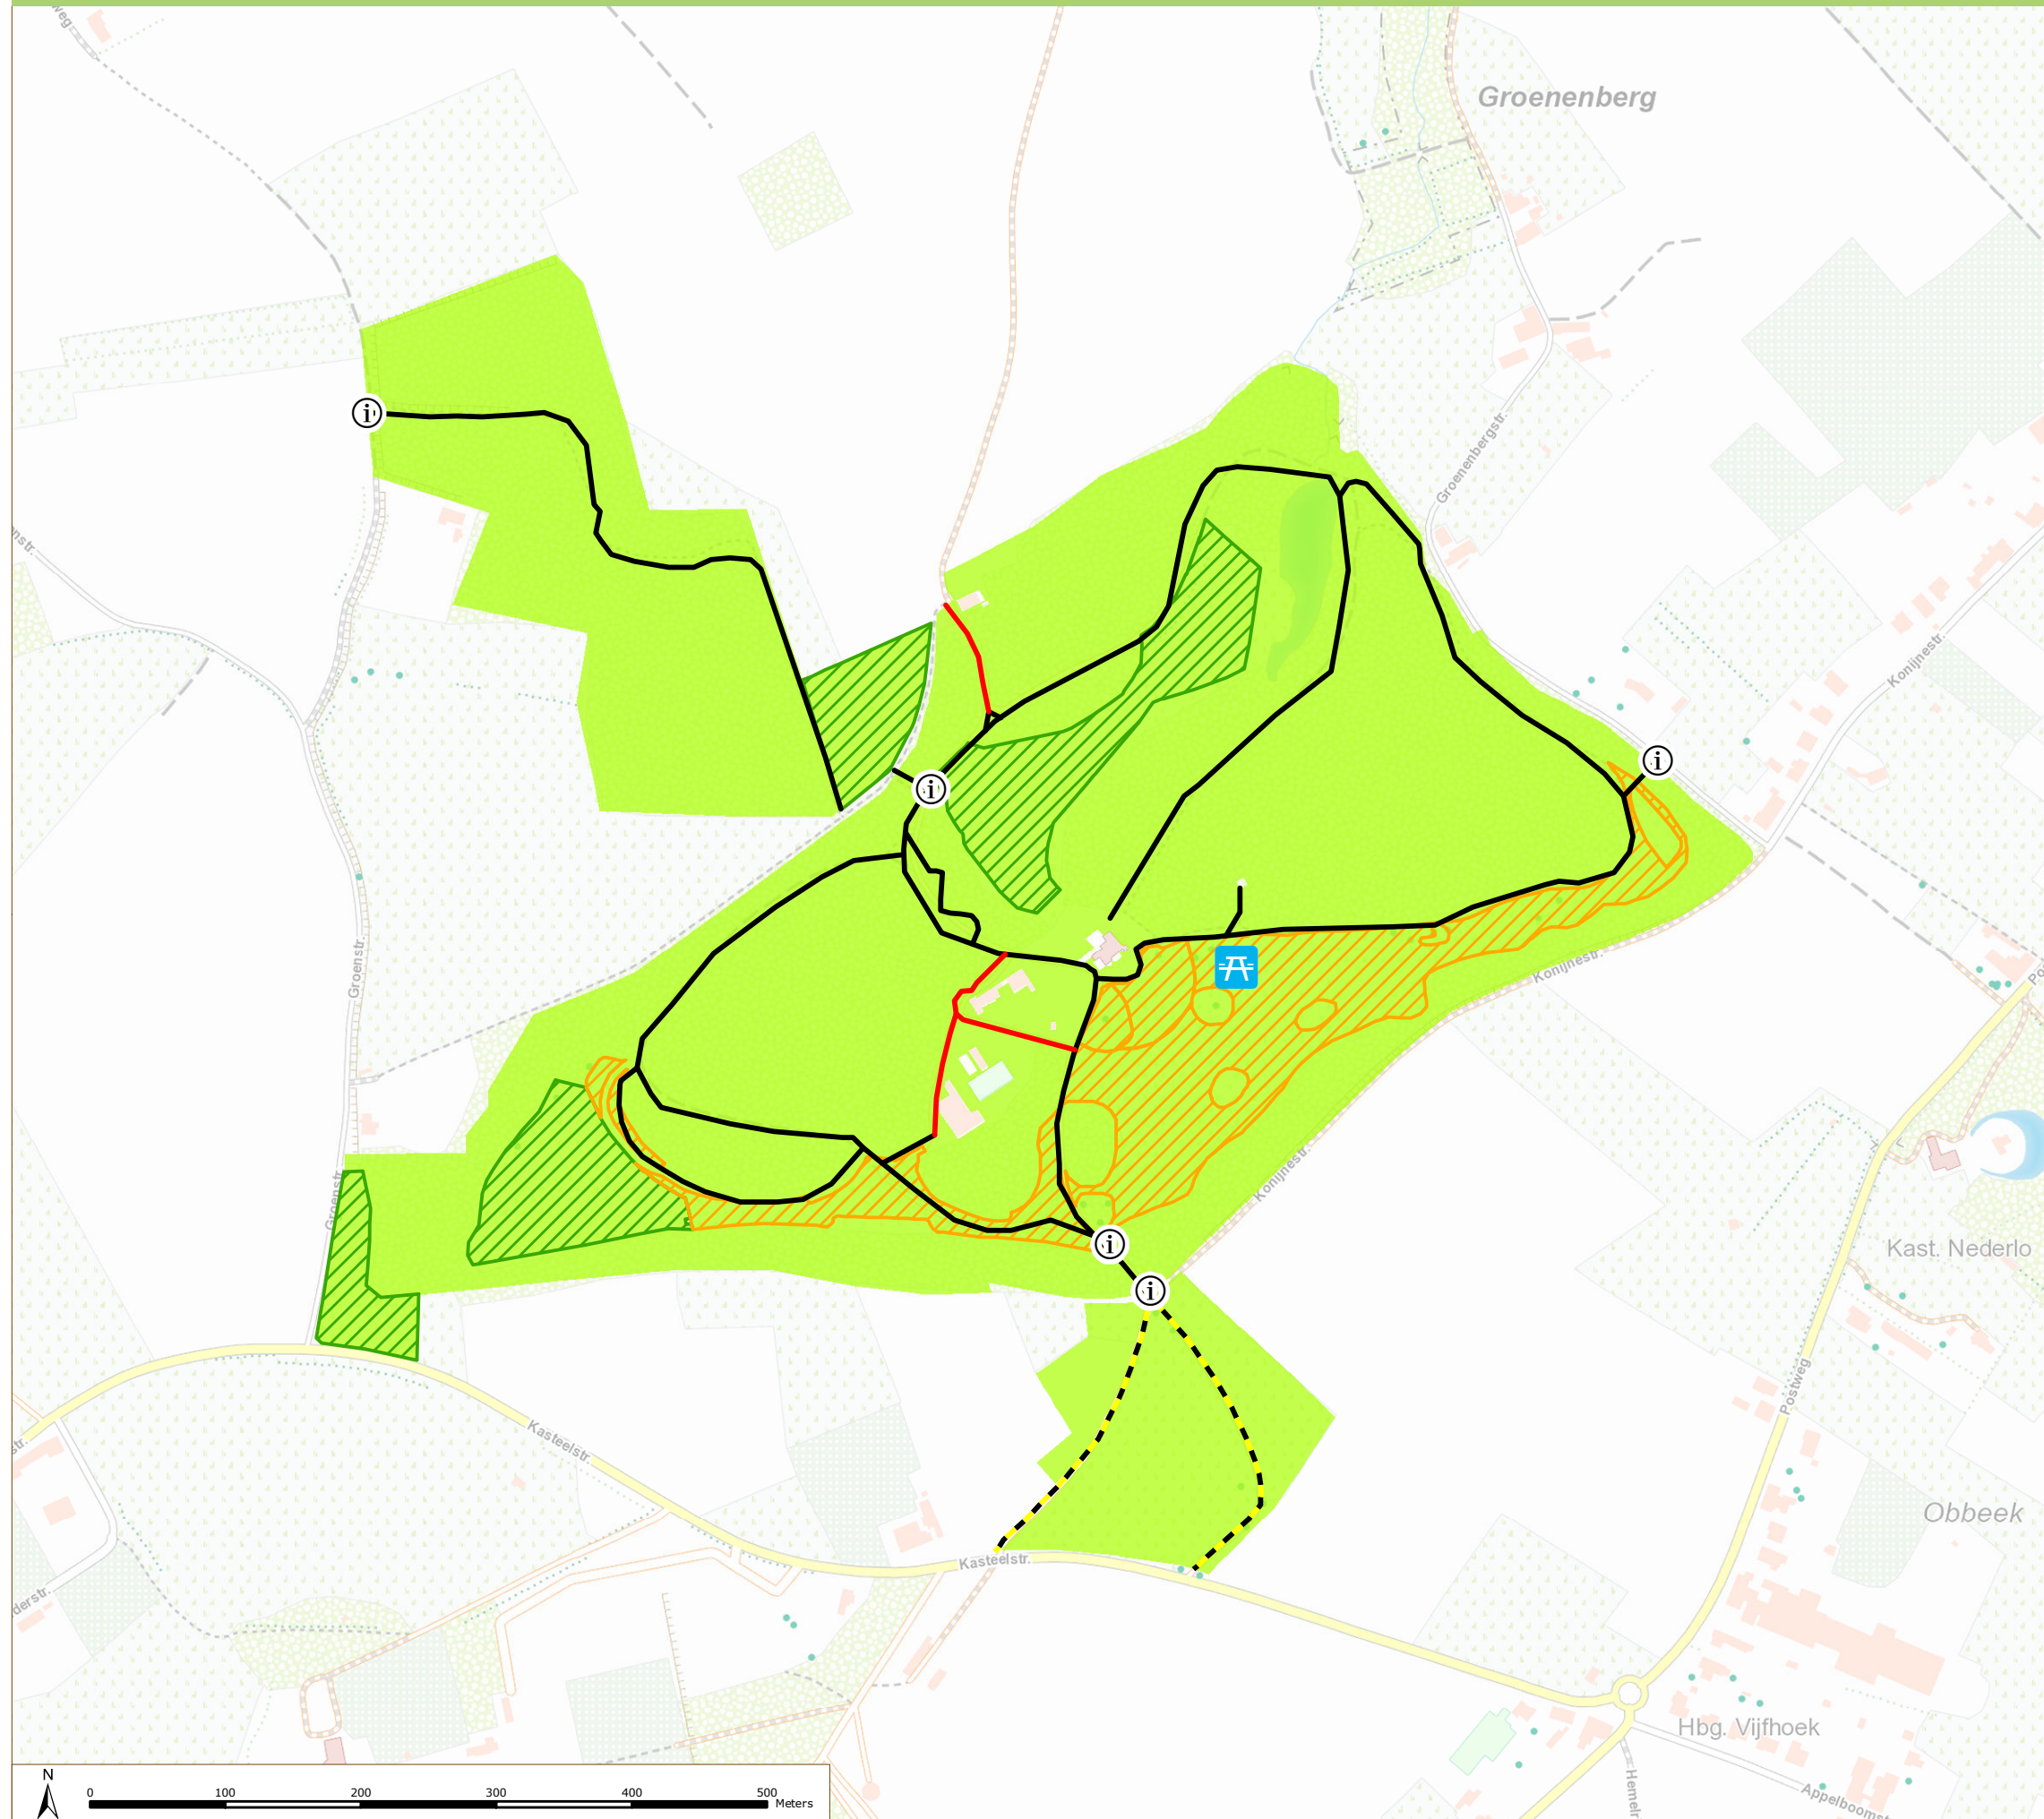 Groenenberg
Groenenbergstr.
Konijnestr.
Groenstr.
Konijnestr.
Konijnestr.
Groenstr.
Kast. Nederlo
Postweg
Kasteelstr.
Obbeek
Kasteelstr.
Hbg. Vijfhoek
N
0 100 200 300 400 500
Meters